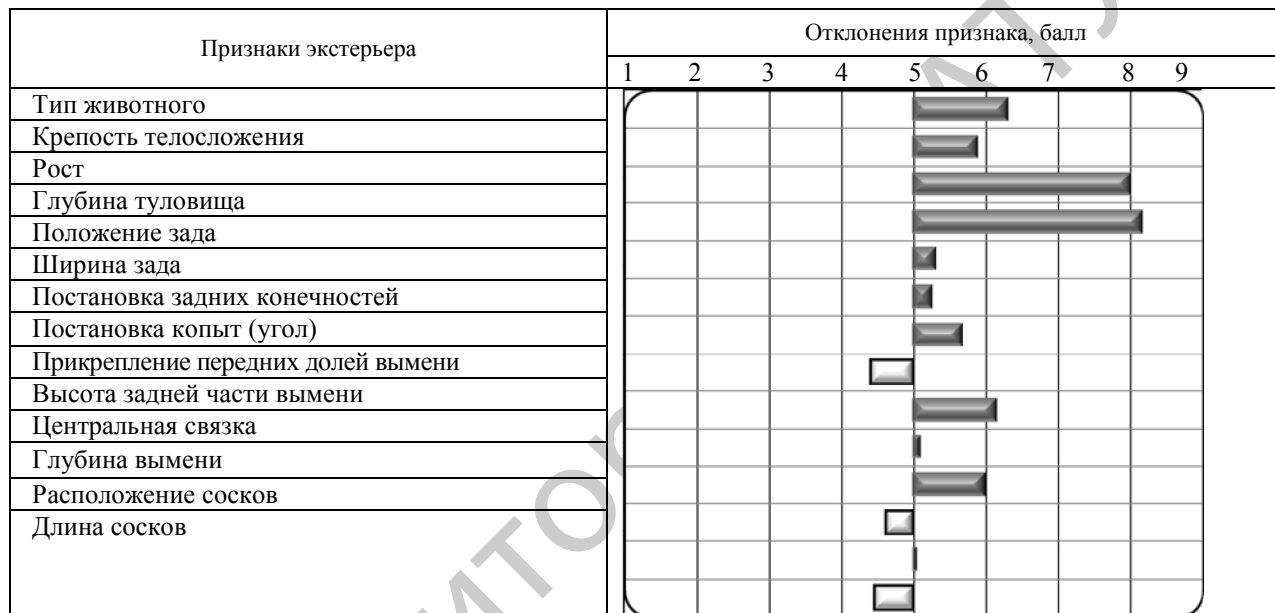 Признаки экстерьера
Отклонения признака, балл
1 2 3 4 5 6 7 8 9
Тип животного
Крепость телосложения
Рост
Глубина туловища
Положение зада
Ширина зада
Постановка задних конечностей
Постановка копыт (угол)
Прикрепление передних долей вымени
Высота задней части вымени
Центральная связка
Глубина вымени
Расположение сосков
Длина сосков